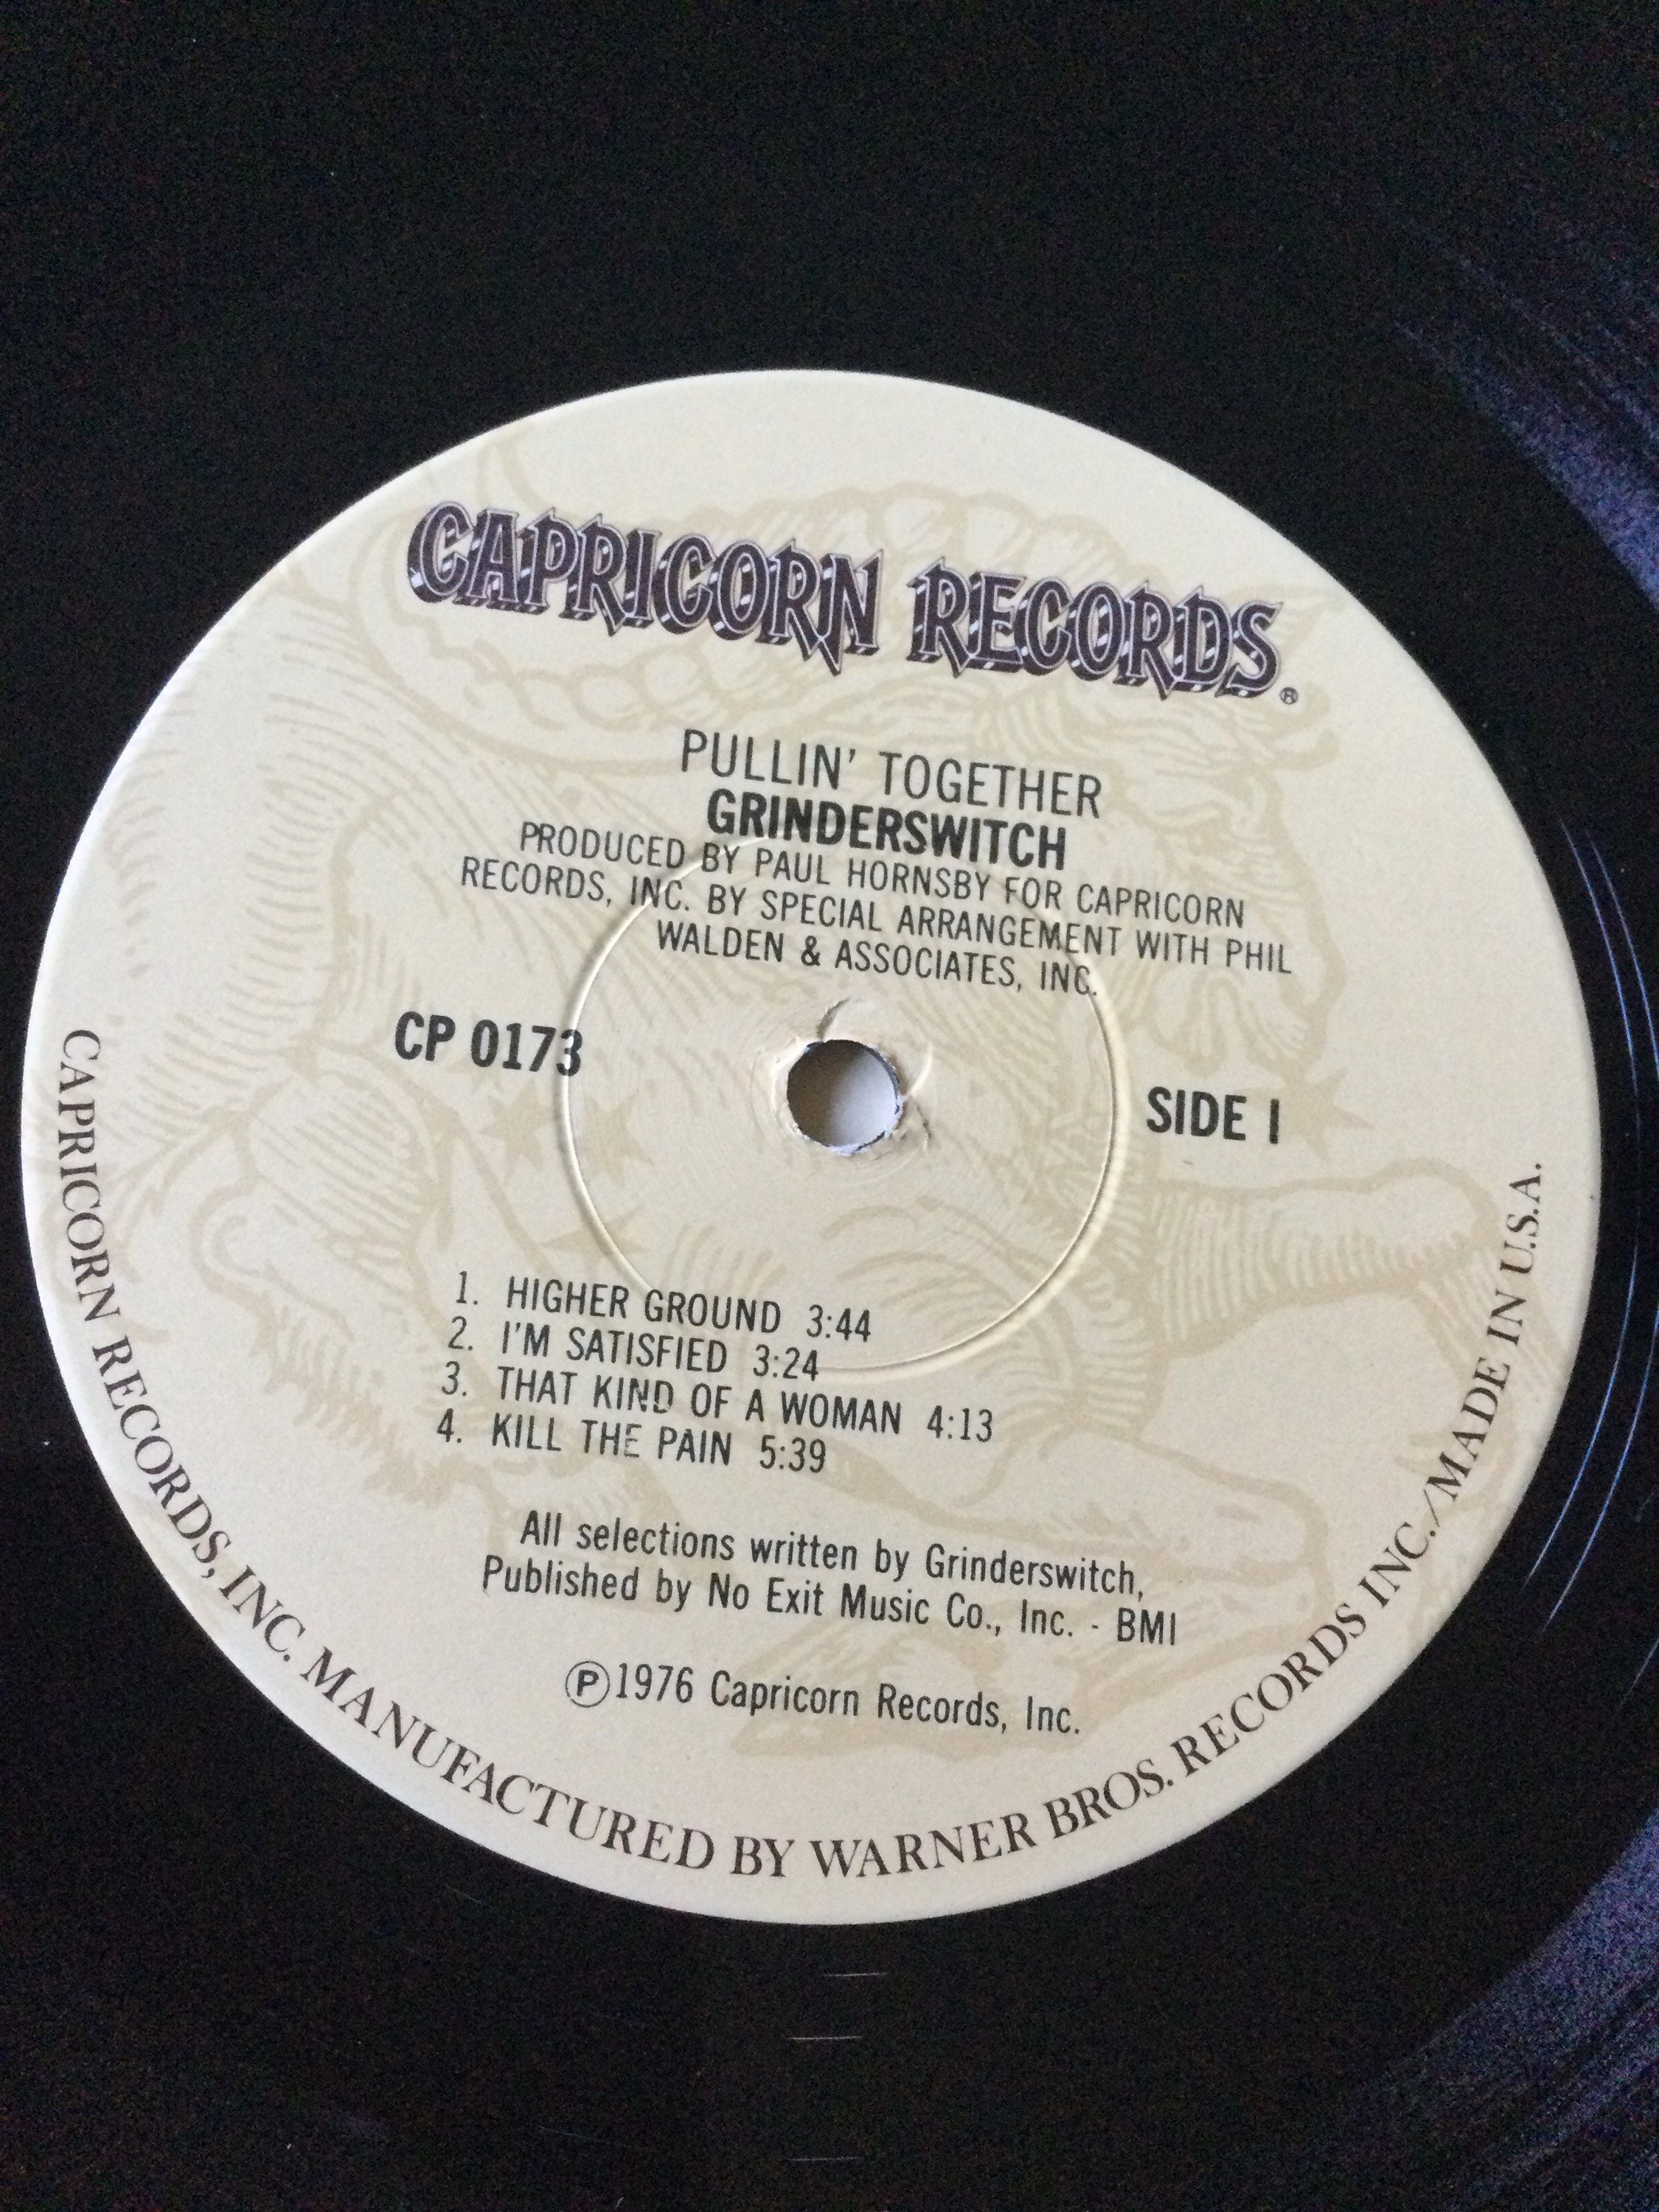 CAPRICORN RECORDS®
PULLIN' TOGETHER
GRINDERSWITCH
PRODUCED BY PAUL HORNSBY FOR CAPRICORN
RECORDS, INC. BY SPECIAL ARRANGEMENT WITH PHIL
WALDEN & ASSOCIATES, INC.
CP 0173
SIDE 1
1. HIGHER GROUND 3:44
2. I'M SATISFIED 3:24
3. THAT KIND OF A WOMAN 4:13
4. KILL THE PAIN 5:39
All selections written by Grinderswitch,
Published by No Exit Music Co., Inc. - BMI
℗1976 Capricorn Records, Inc.
CAPRICORN RECORDS, INC. MANUFACTURED BY WARNER BROS. RECORDS INC./MADE IN U.S.A.